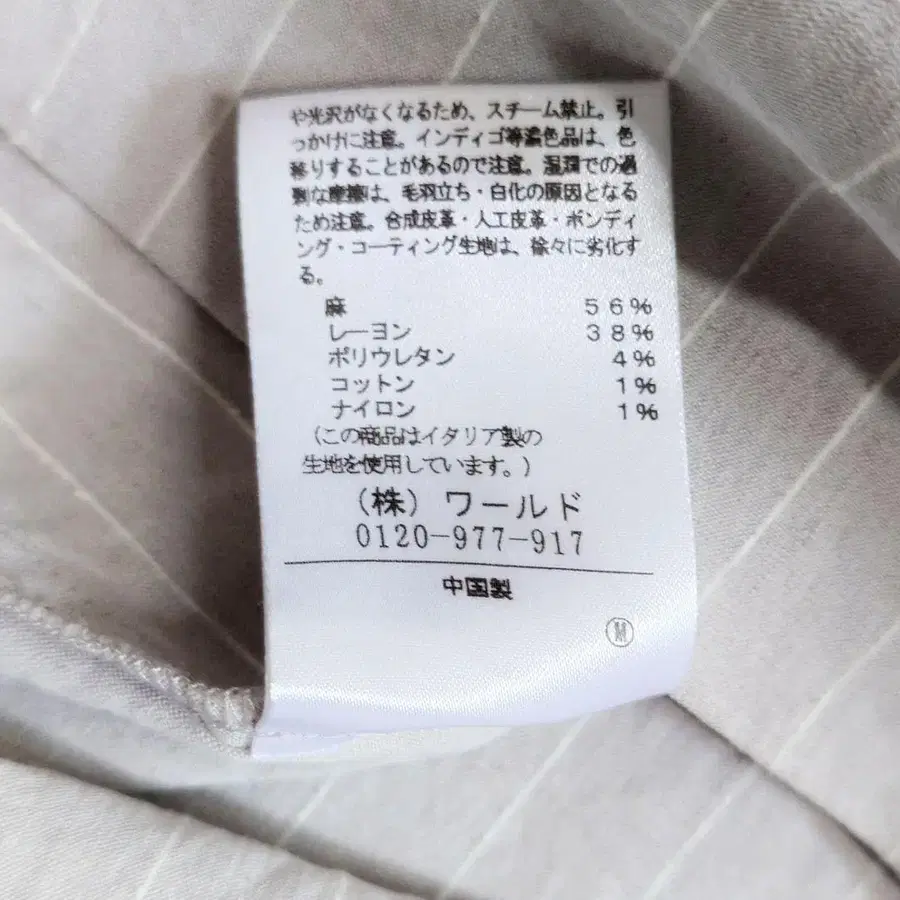 や光沢がなくなるため、スチーム禁止。引
っかけに注意。インディゴ等濃色品は、色
移りすることがあるので注意。湿潤での過
剰な摩擦は、毛羽立ち・白化の原因となる
ため注意。合成皮革・人工皮革・ボンディ
ング・コーティング生地は、徐々に劣化す
る。
麻 56%
レーヨン 38%
ポリウレタン 4%
コットン 1%
ナイロン 1%
(この商品はイタリア製の
生地を使用しています。)
(株) ワールド
0120-977-917
中国製
M